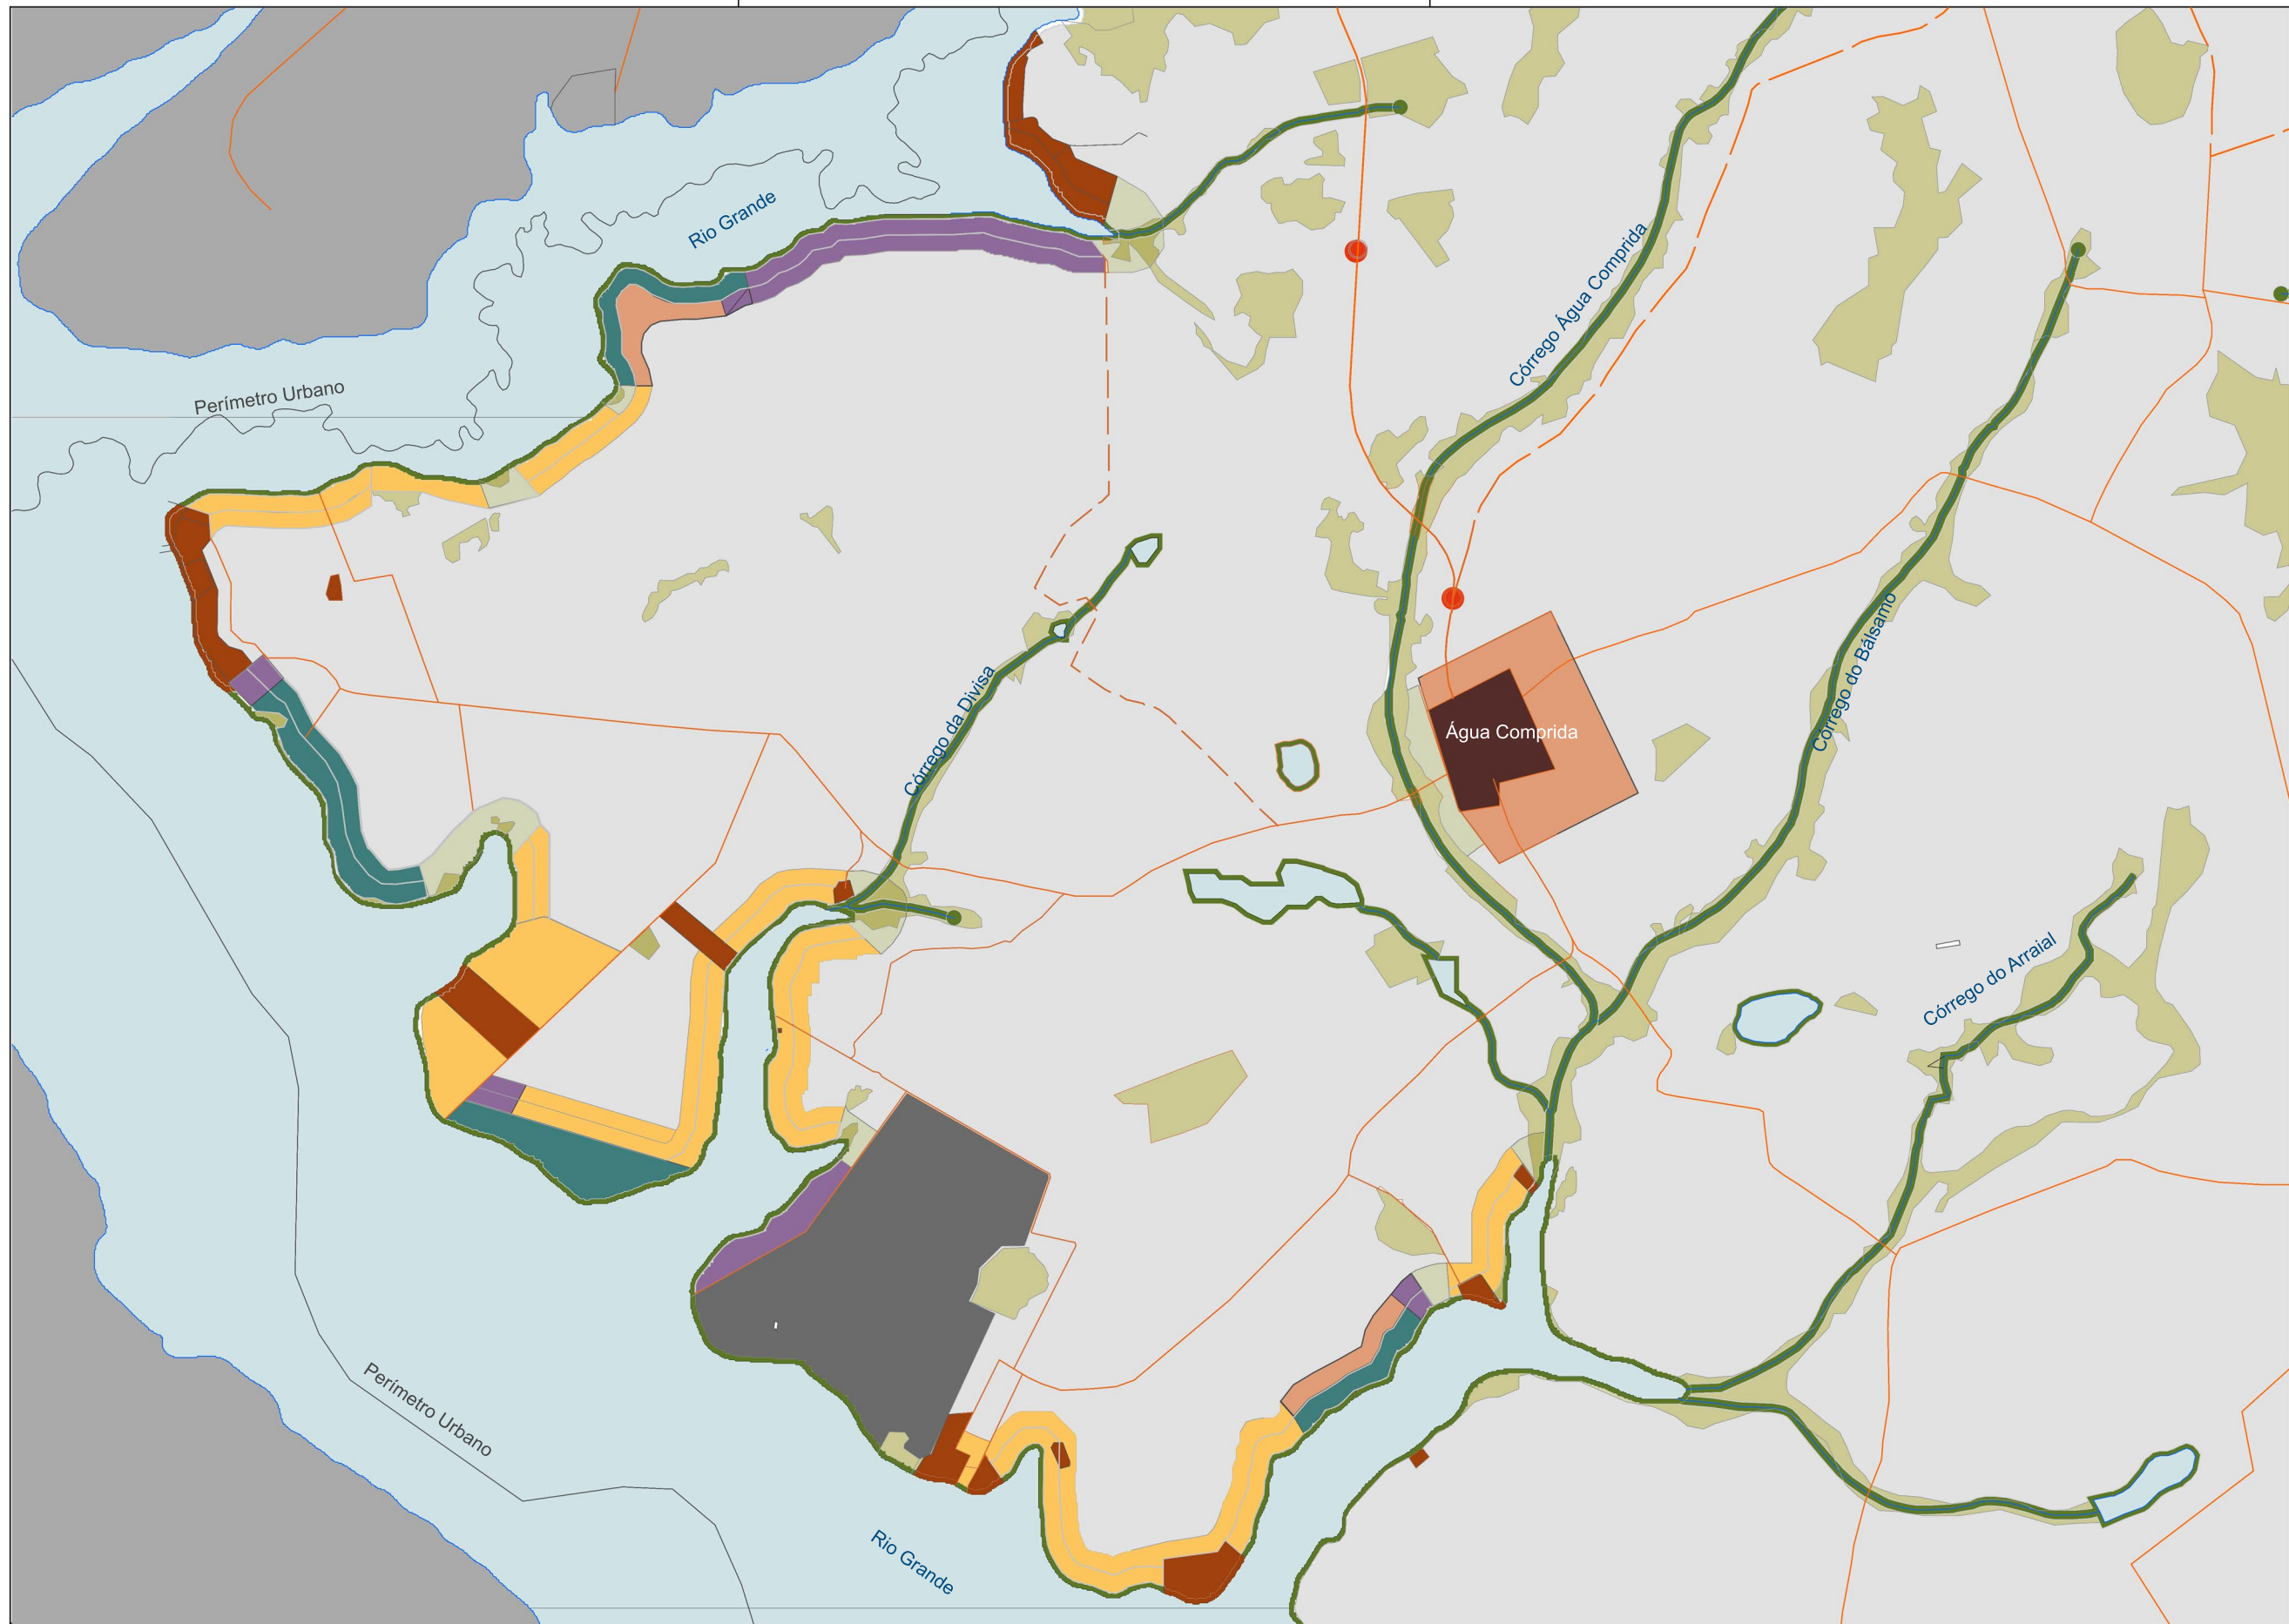 Rio Grande
Córrego Água Comprida
Perímetro Urbano
Córrego do Bálsamo
Córrego da Divisa
Água Comprida
Córrego do Arraial
Perímetro Urbano
Rio Grande